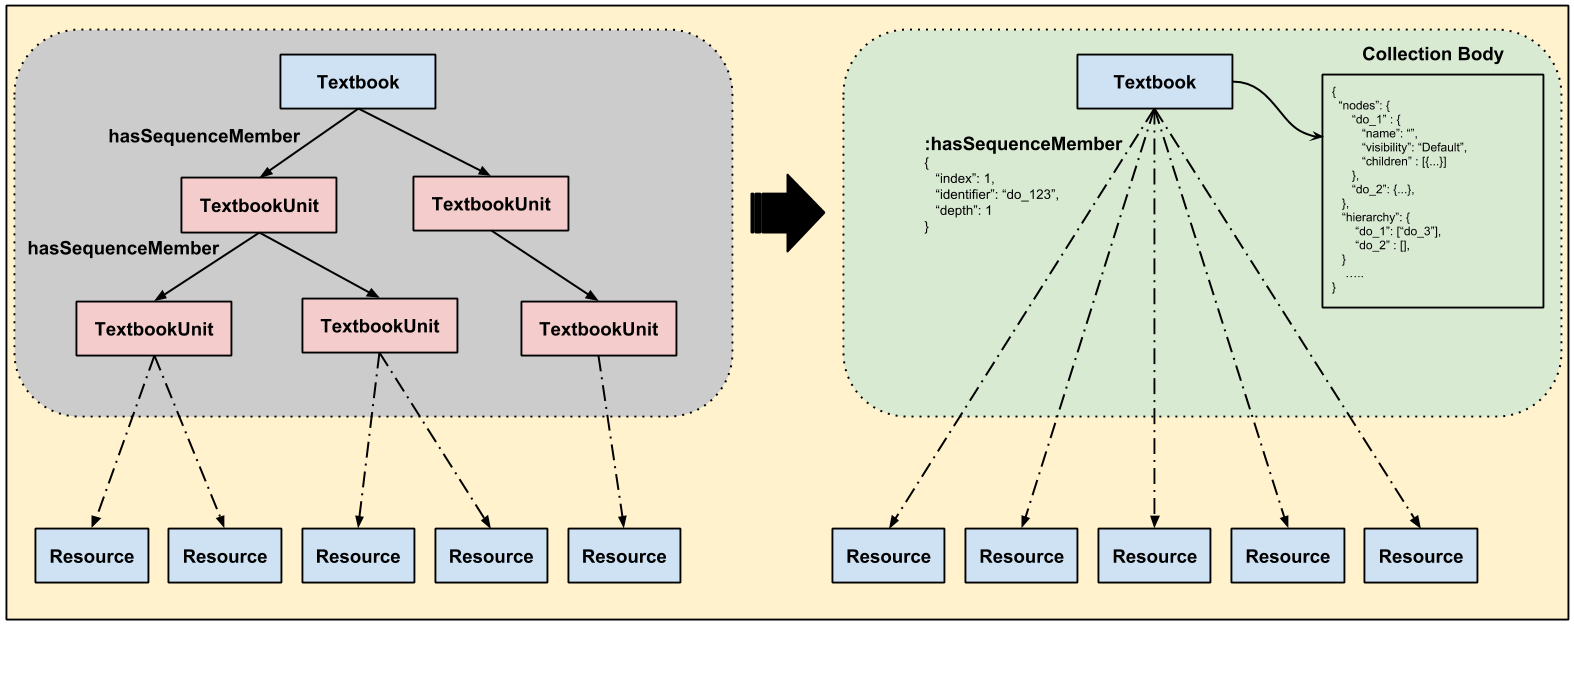 Textbook
hasSequenceMember
TextbookUnit
TextbookUnit
hasSequenceMember
TextbookUnit
TextbookUnit
TextbookUnit
Resource
Resource
Resource
Resource
Resource
Textbook
:hasSequenceMember
{
“index”: 1,
“identifier”: “do_123”,
“depth”: 1
}
Collection Body
{
“nodes”: {
“do_1” : {
“name”: “”,
“visibility”: “Default”,
“children” : [{...}]
},
“do_2”: {...},
},
“hierarchy”: {
“do_1”: [“do_3”],
“do_2” : [],
}
…..
}
Resource
Resource
Resource
Resource
Resource